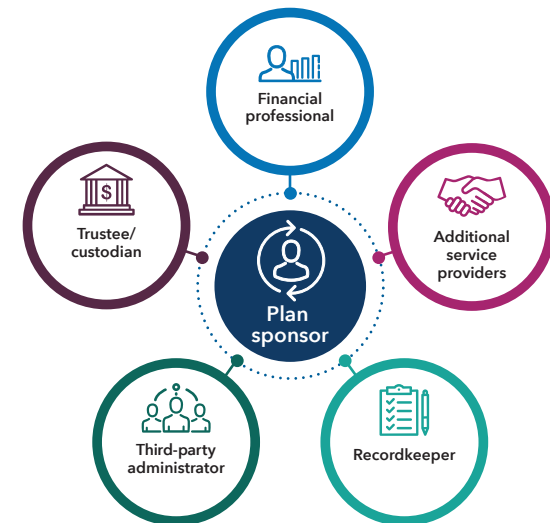 Financial
professional
Trustee/
custodian
$
Additional
service
providers
Plan
sponsor
Third-party
administrator
Recordkeeper